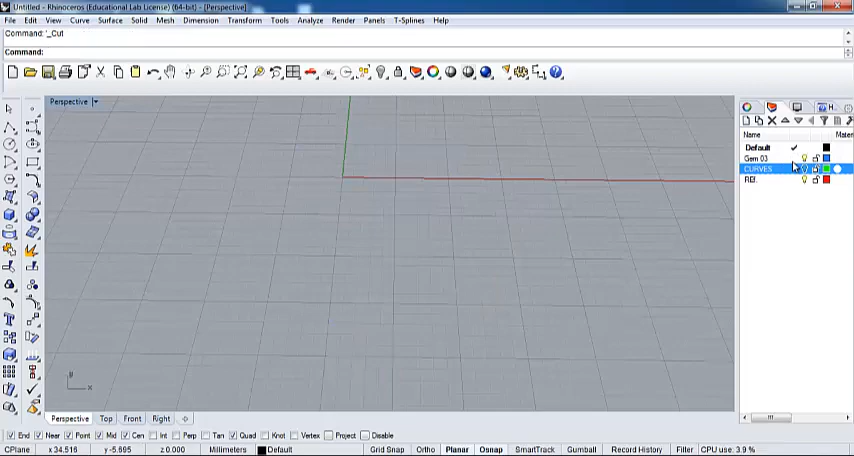 Untitled - Rhinoceros (Educational Lab License) (64-bit) - [Perspective]
File Edit View Curve Surface Solid Mesh Dimension Transform Tools Analyze Render Panels T-Splines Help
Command: '_Cut
Command:
Perspective
H...
Name Mater
Default
Gem 03
CURVES
REF.
y
x
Perspective Top Front Right
End Near Point Mid Cen Int Perp Tan Quad Knot Vertex Project Disable
CPlane x 34.516 y -5.695 z 0.000 Millimeters Default Grid Snap Ortho Planar Osnap SmartTrack Gumball Record History Filter CPU use: 3.9 %